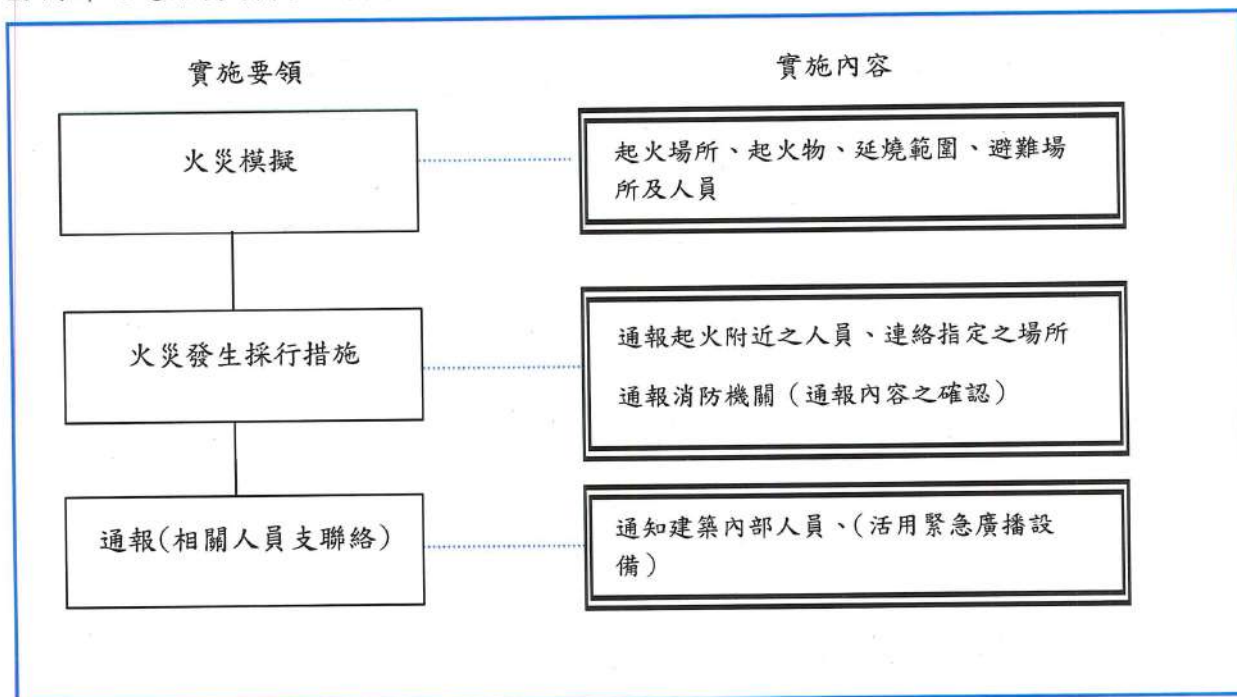 實施要領
實施內容
火災模擬
起火場所、起火物、延燒範圍、避難場
所及人員
火災發生採行措施
通報起火附近之人員、連絡指定之場所
通報消防機關(通報內容之確認)
通報(相關人員支聯絡)
通知建築內部人員、(活用緊急廣播設
備)